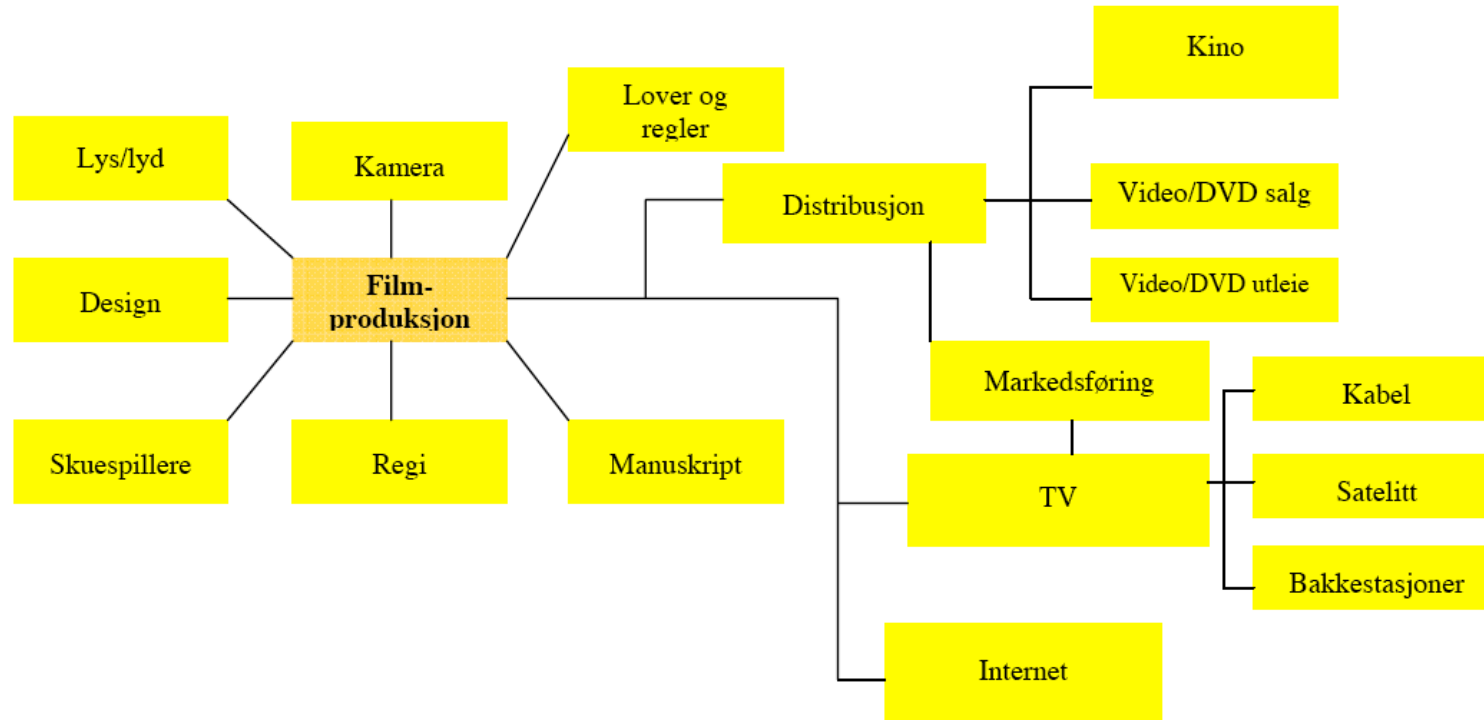 Kino
Lover og
regler
Lys/lyd
Kamera
Distribusjon
Video/DVD salg
Design
Film-
produksjon
Video/DVD utleie
Markedsføring
Kabel
Skuespillere
Regi
Manuskript
TV
Satelitt
Bakkestasjoner
Internet